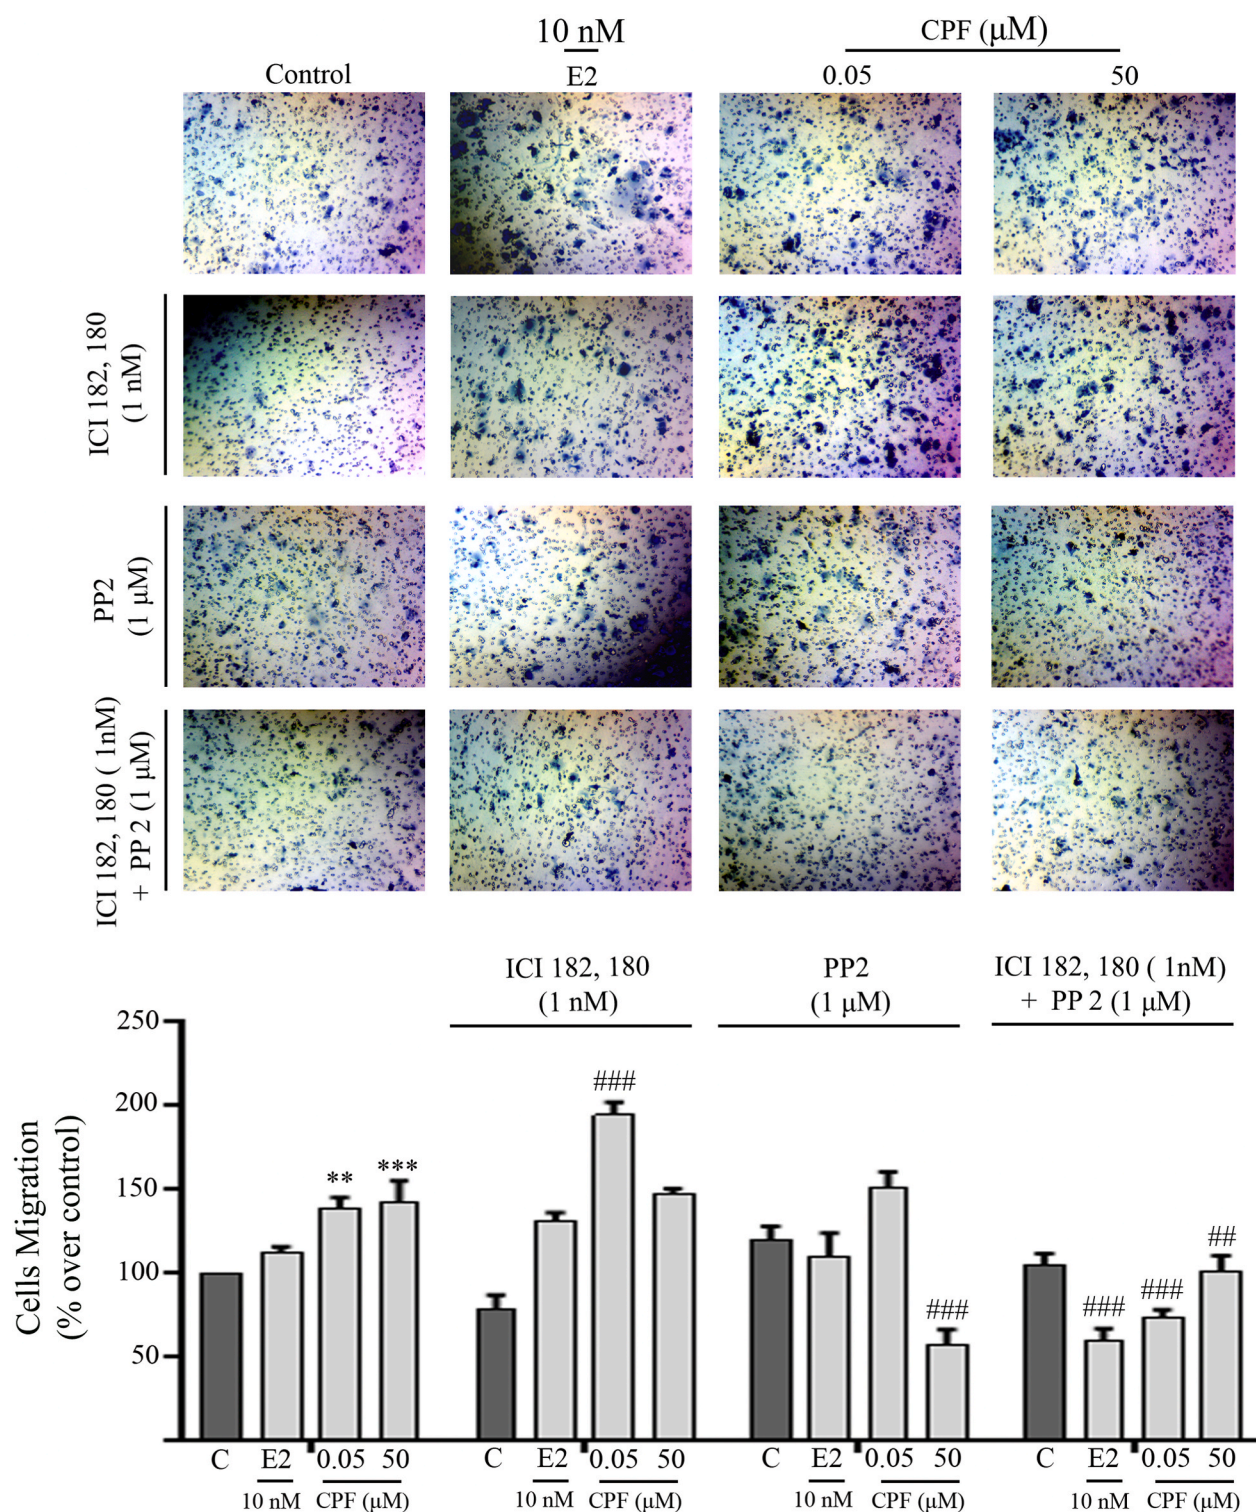 10 nM
CPF (μM)
Control
E2
0.05
50
ICI 182, 180
(1 nM)
PP2
(1 μM)
ICI 182, 180 ( 1nM)
+ PP 2 (1 μM)
ICI 182, 180
(1 nM)
PP2
(1 μM)
ICI 182, 180 ( 1nM)
+ PP 2 (1 μM)
Cells Migration
(% over control)
250
200
150
100
50
**
***
###
###
###
###
##
C E2 0.05 50
10 nM CPF (μM)
C E2 0.05 50
10 nM CPF (μM)
C E2 0.05 50
10 nM CPF (μM)
C E2 0.05 50
10 nM CPF (μM)